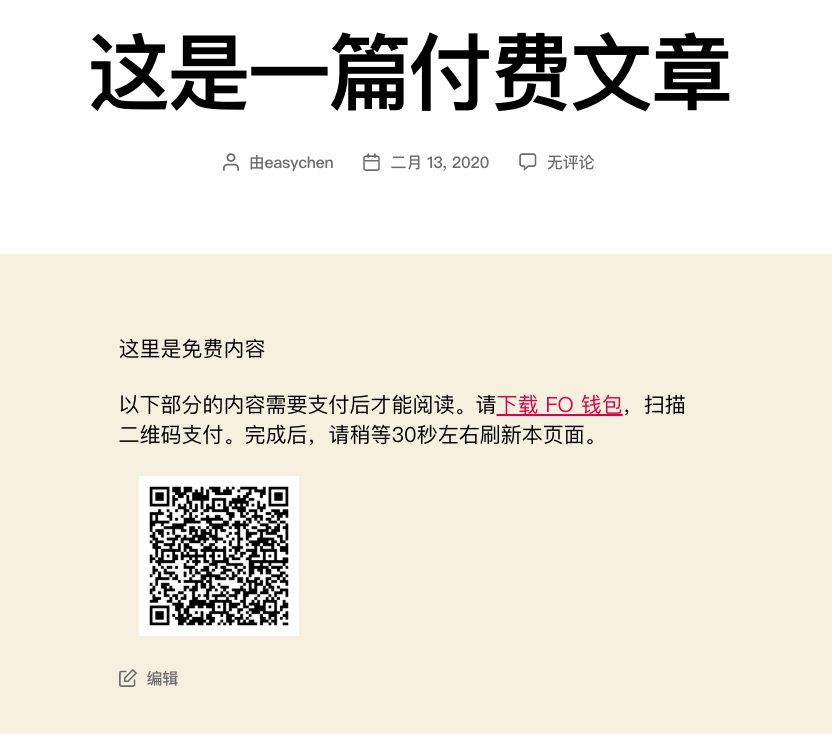 这是一篇付费文章
由easychen 二月 13, 2020 无评论
这里是免费内容
以下部分的内容需要支付后才能阅读。请下载 FO 钱包，扫描
二维码支付。完成后，请稍等30秒左右刷新本页面。
编辑